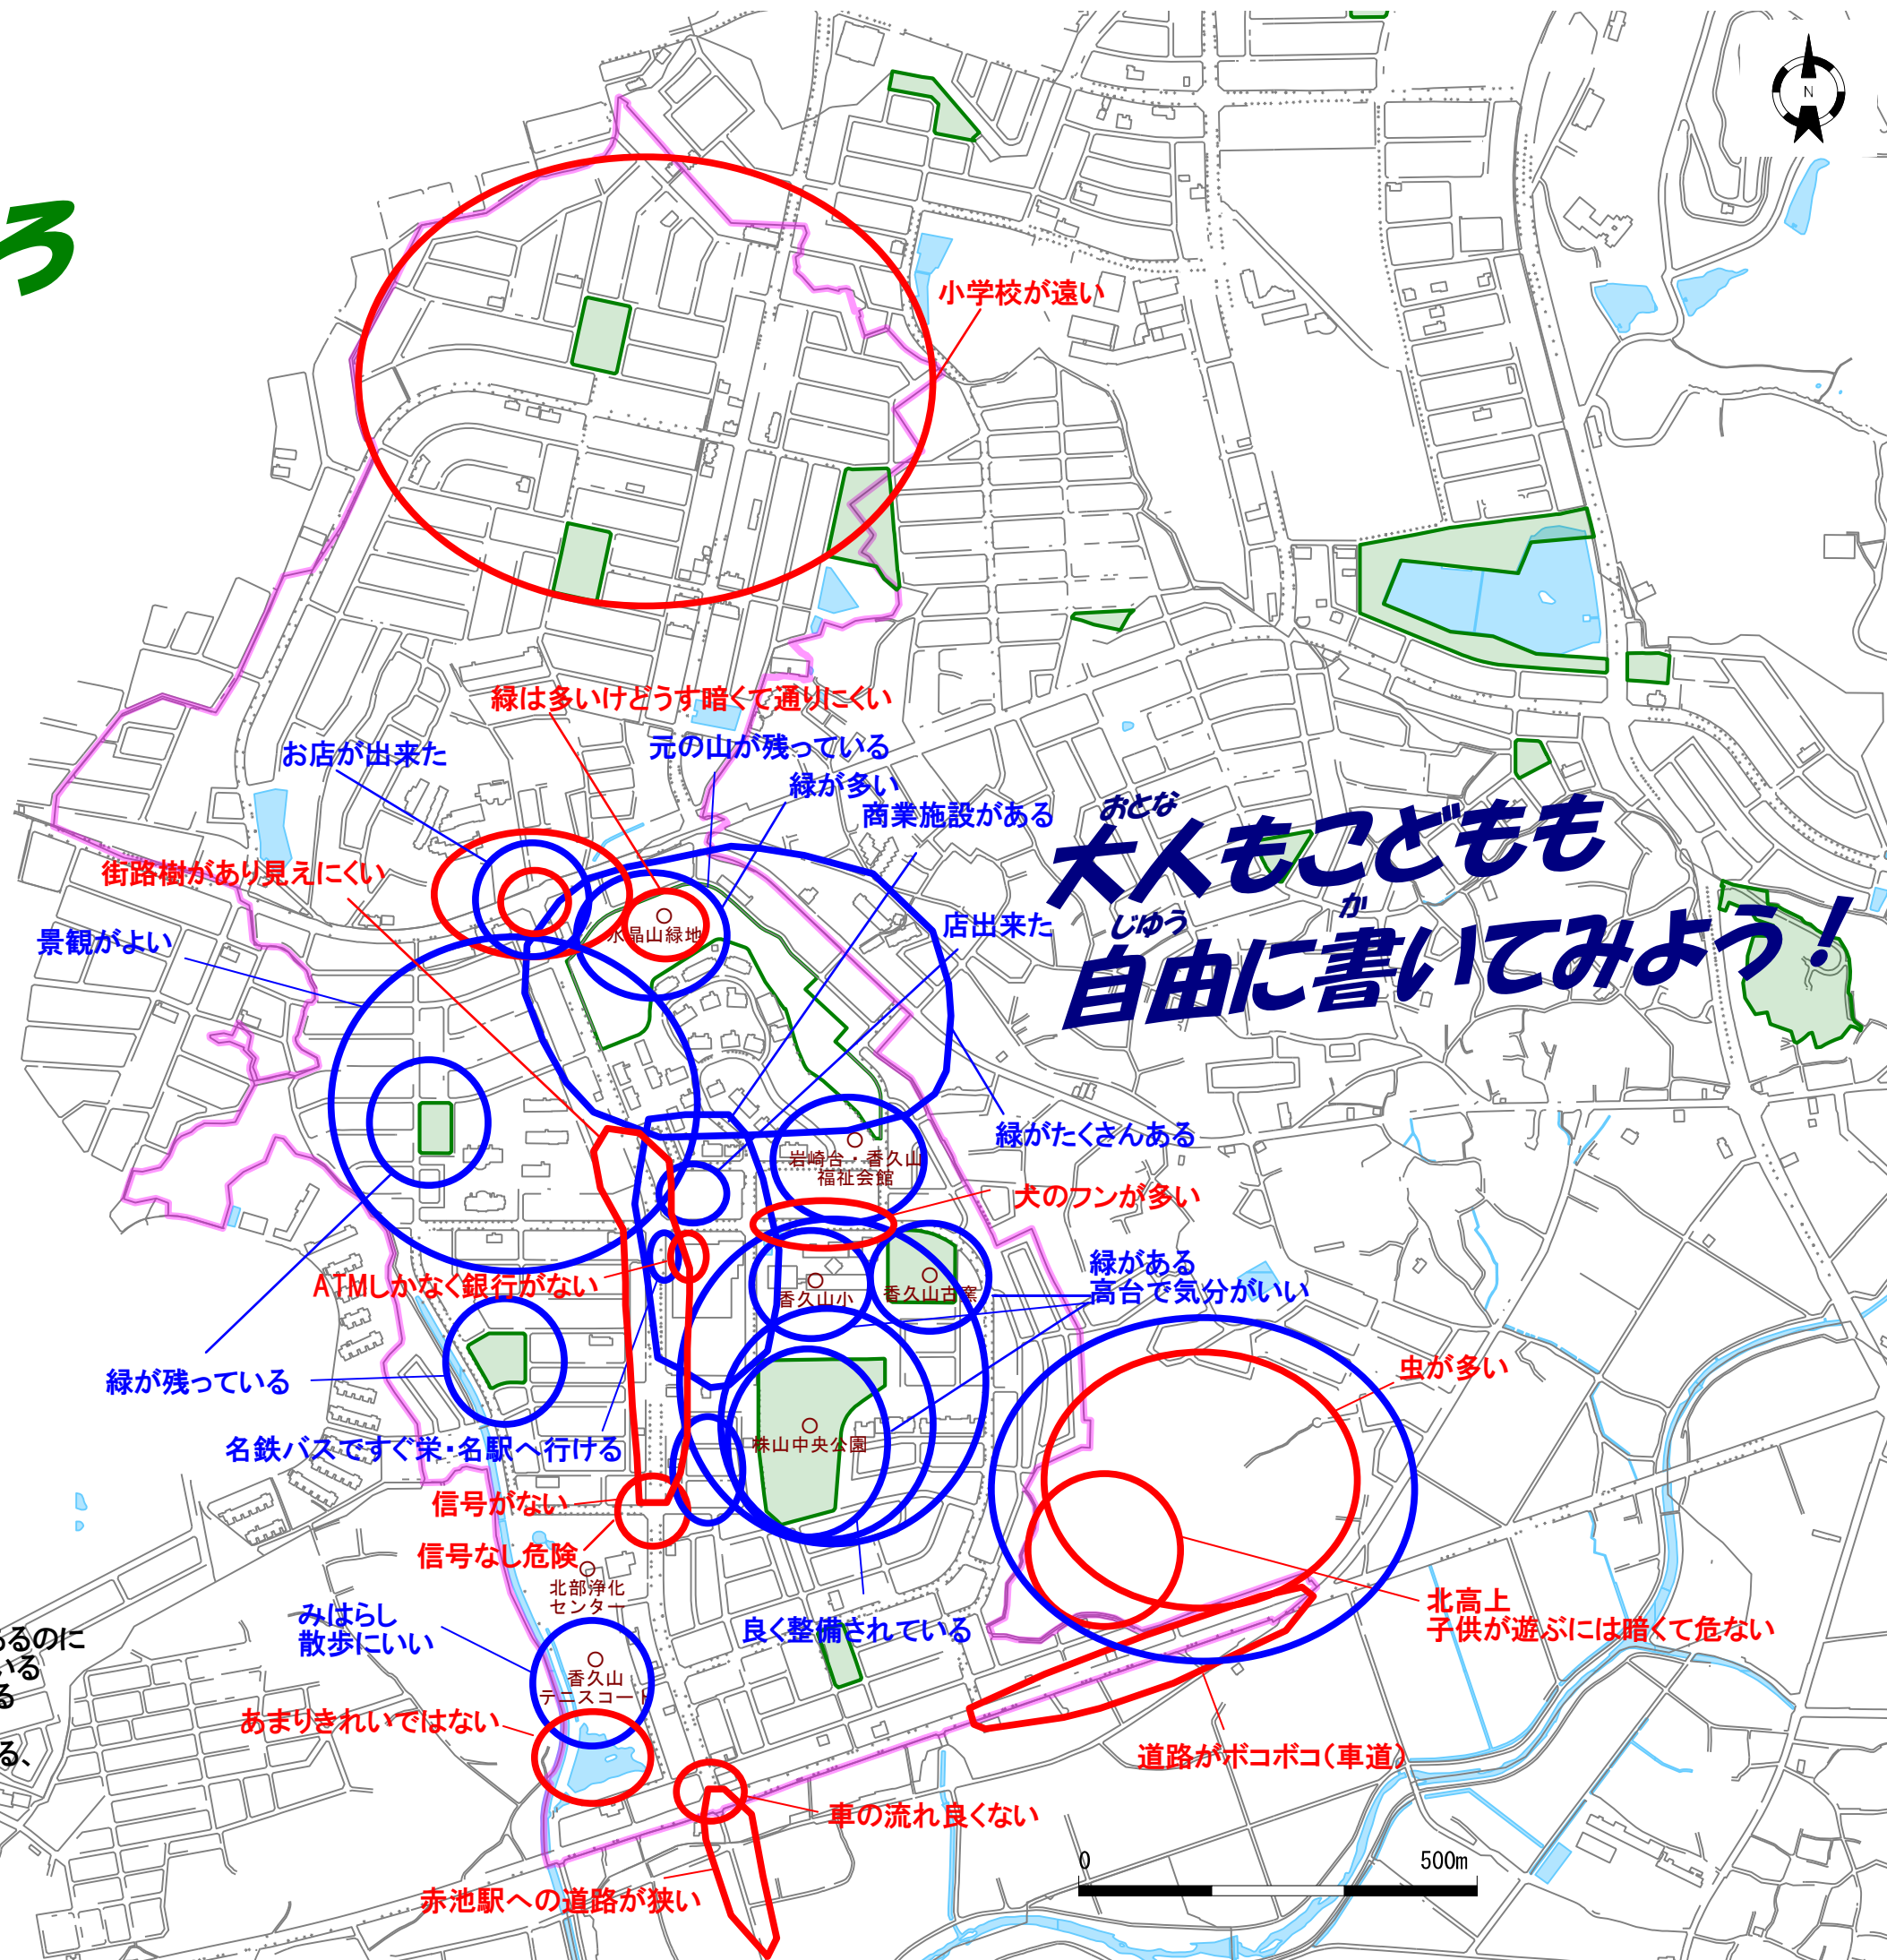 N
ろ
小学校が遠い
緑は多いけどうす暗くて通りにくい
元の山が残っている
お店が出来た
緑が多い
商業施設がある
おとな
大人もこどもも
じゆう
か
自由に書いてみよう！
街路樹があり見えにくい
店出来た
景観がよい
水晶山緑地
緑がたくさんある
岩崎台・香久山
福祉会館
犬のフンが多い
緑がある
高台で気分がいい
ATMしかなく銀行がない
香久山小
香久山古窯
虫が多い
緑が残っている
名鉄バスですぐ栄・名駅へ行ける
株山中央公園
信号がない
信号なし危険
北部浄化
センター
みはらし
散歩にいい
良く整備されている
北高上
子供が遊ぶには暗くて危ない
あるのに
いる
る
る、
香久山
テニスコート
あまりきれいではない
道路がボコボコ（車道）
車の流れ良くない
赤池駅への道路が狭い
0
500m